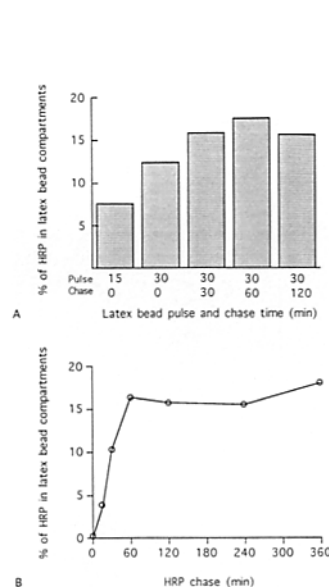 % of HRP in latex bead compartments
20
15
10
5
Pulse 15 30 30 30 30
Chase 0 0 30 60 120
A
Latex bead pulse and chase time (min)
% of HRP in latex bead compartments
20
15
10
5
0
0 60 120 180 240 300 360
B
HRP chase (min)